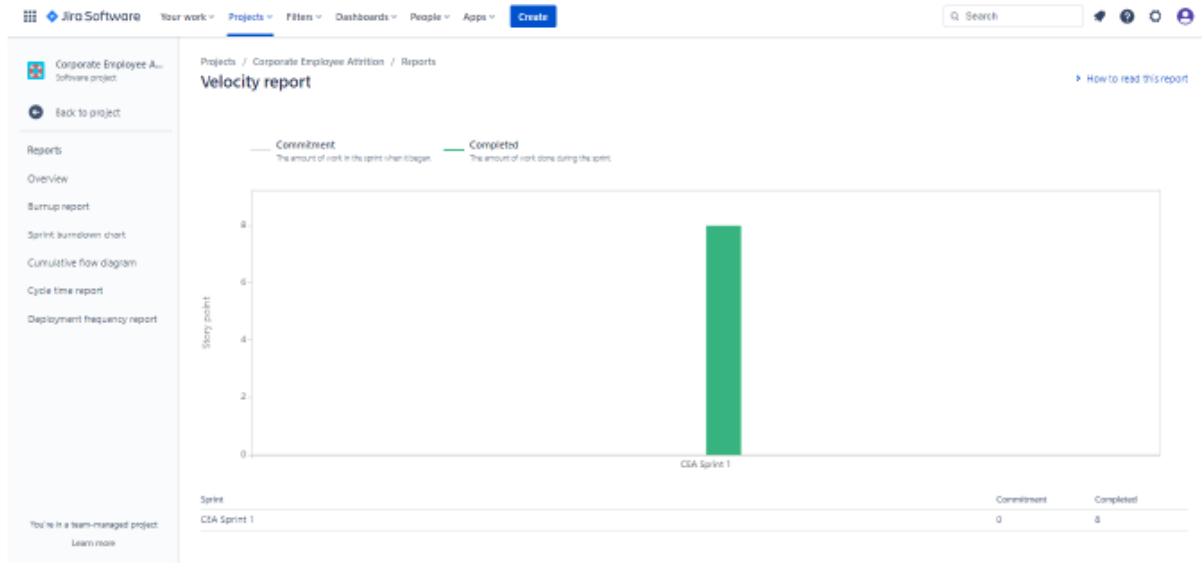 Jira Software Your work Projects Filters Dashboards People Apps Create Search
Corporate Employee A...
Software project
Back to project
Reports
Overview
Burnup report
Sprint burndown chart
Cumulative flow diagram
Cycle time report
Deployment frequency report
You're in a team-managed project
Learn more
Projects / Corporate Employee Attrition / Reports
Velocity report
How to read this report
Commitment
The amount of work in the sprint when it began.
Completed
The amount of work done during the sprint.
Story point
8
6
4
2
0
CEA Sprint 1
Sprint Commitment Completed
CEA Sprint 1 0 8